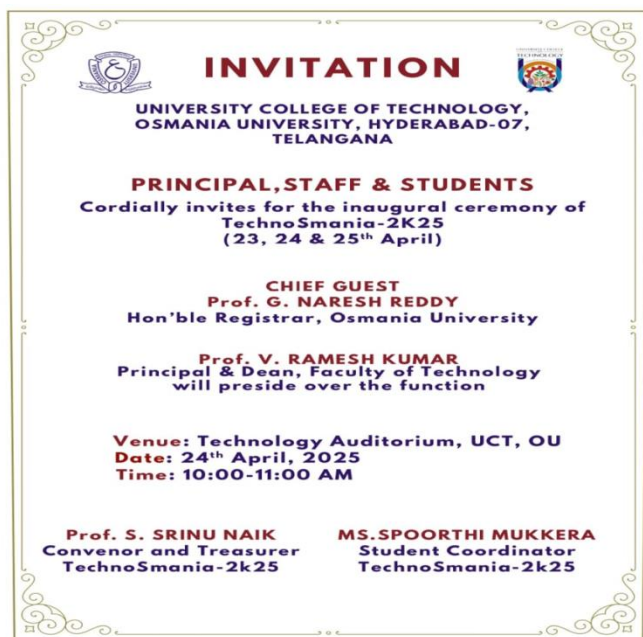 INVITATION
UNIVERSITY COLLEGE OF TECHNOLOGY,
OSMANIA UNIVERSITY, HYDERABAD-07,
TELANGANA
PRINCIPAL,STAFF & STUDENTS
Cordially invites for the inaugural ceremony of
TechnoSmania-2K25
(23, 24 & 25th April)
CHIEF GUEST
Prof. G. NARESH REDDY
Hon'ble Registrar, Osmania University
Prof. V. RAMESH KUMAR
Principal & Dean, Faculty of Technology
will preside over the function
Venue: Technology Auditorium, UCT, OU
Date: 24th April, 2025
Time: 10:00-11:00 AM
Prof. S. SRINU NAIK
Convenor and Treasurer
TechnoSmania-2k25
MS.SPOORTHI MUKKERA
Student Coordinator
TechnoSmania-2k25